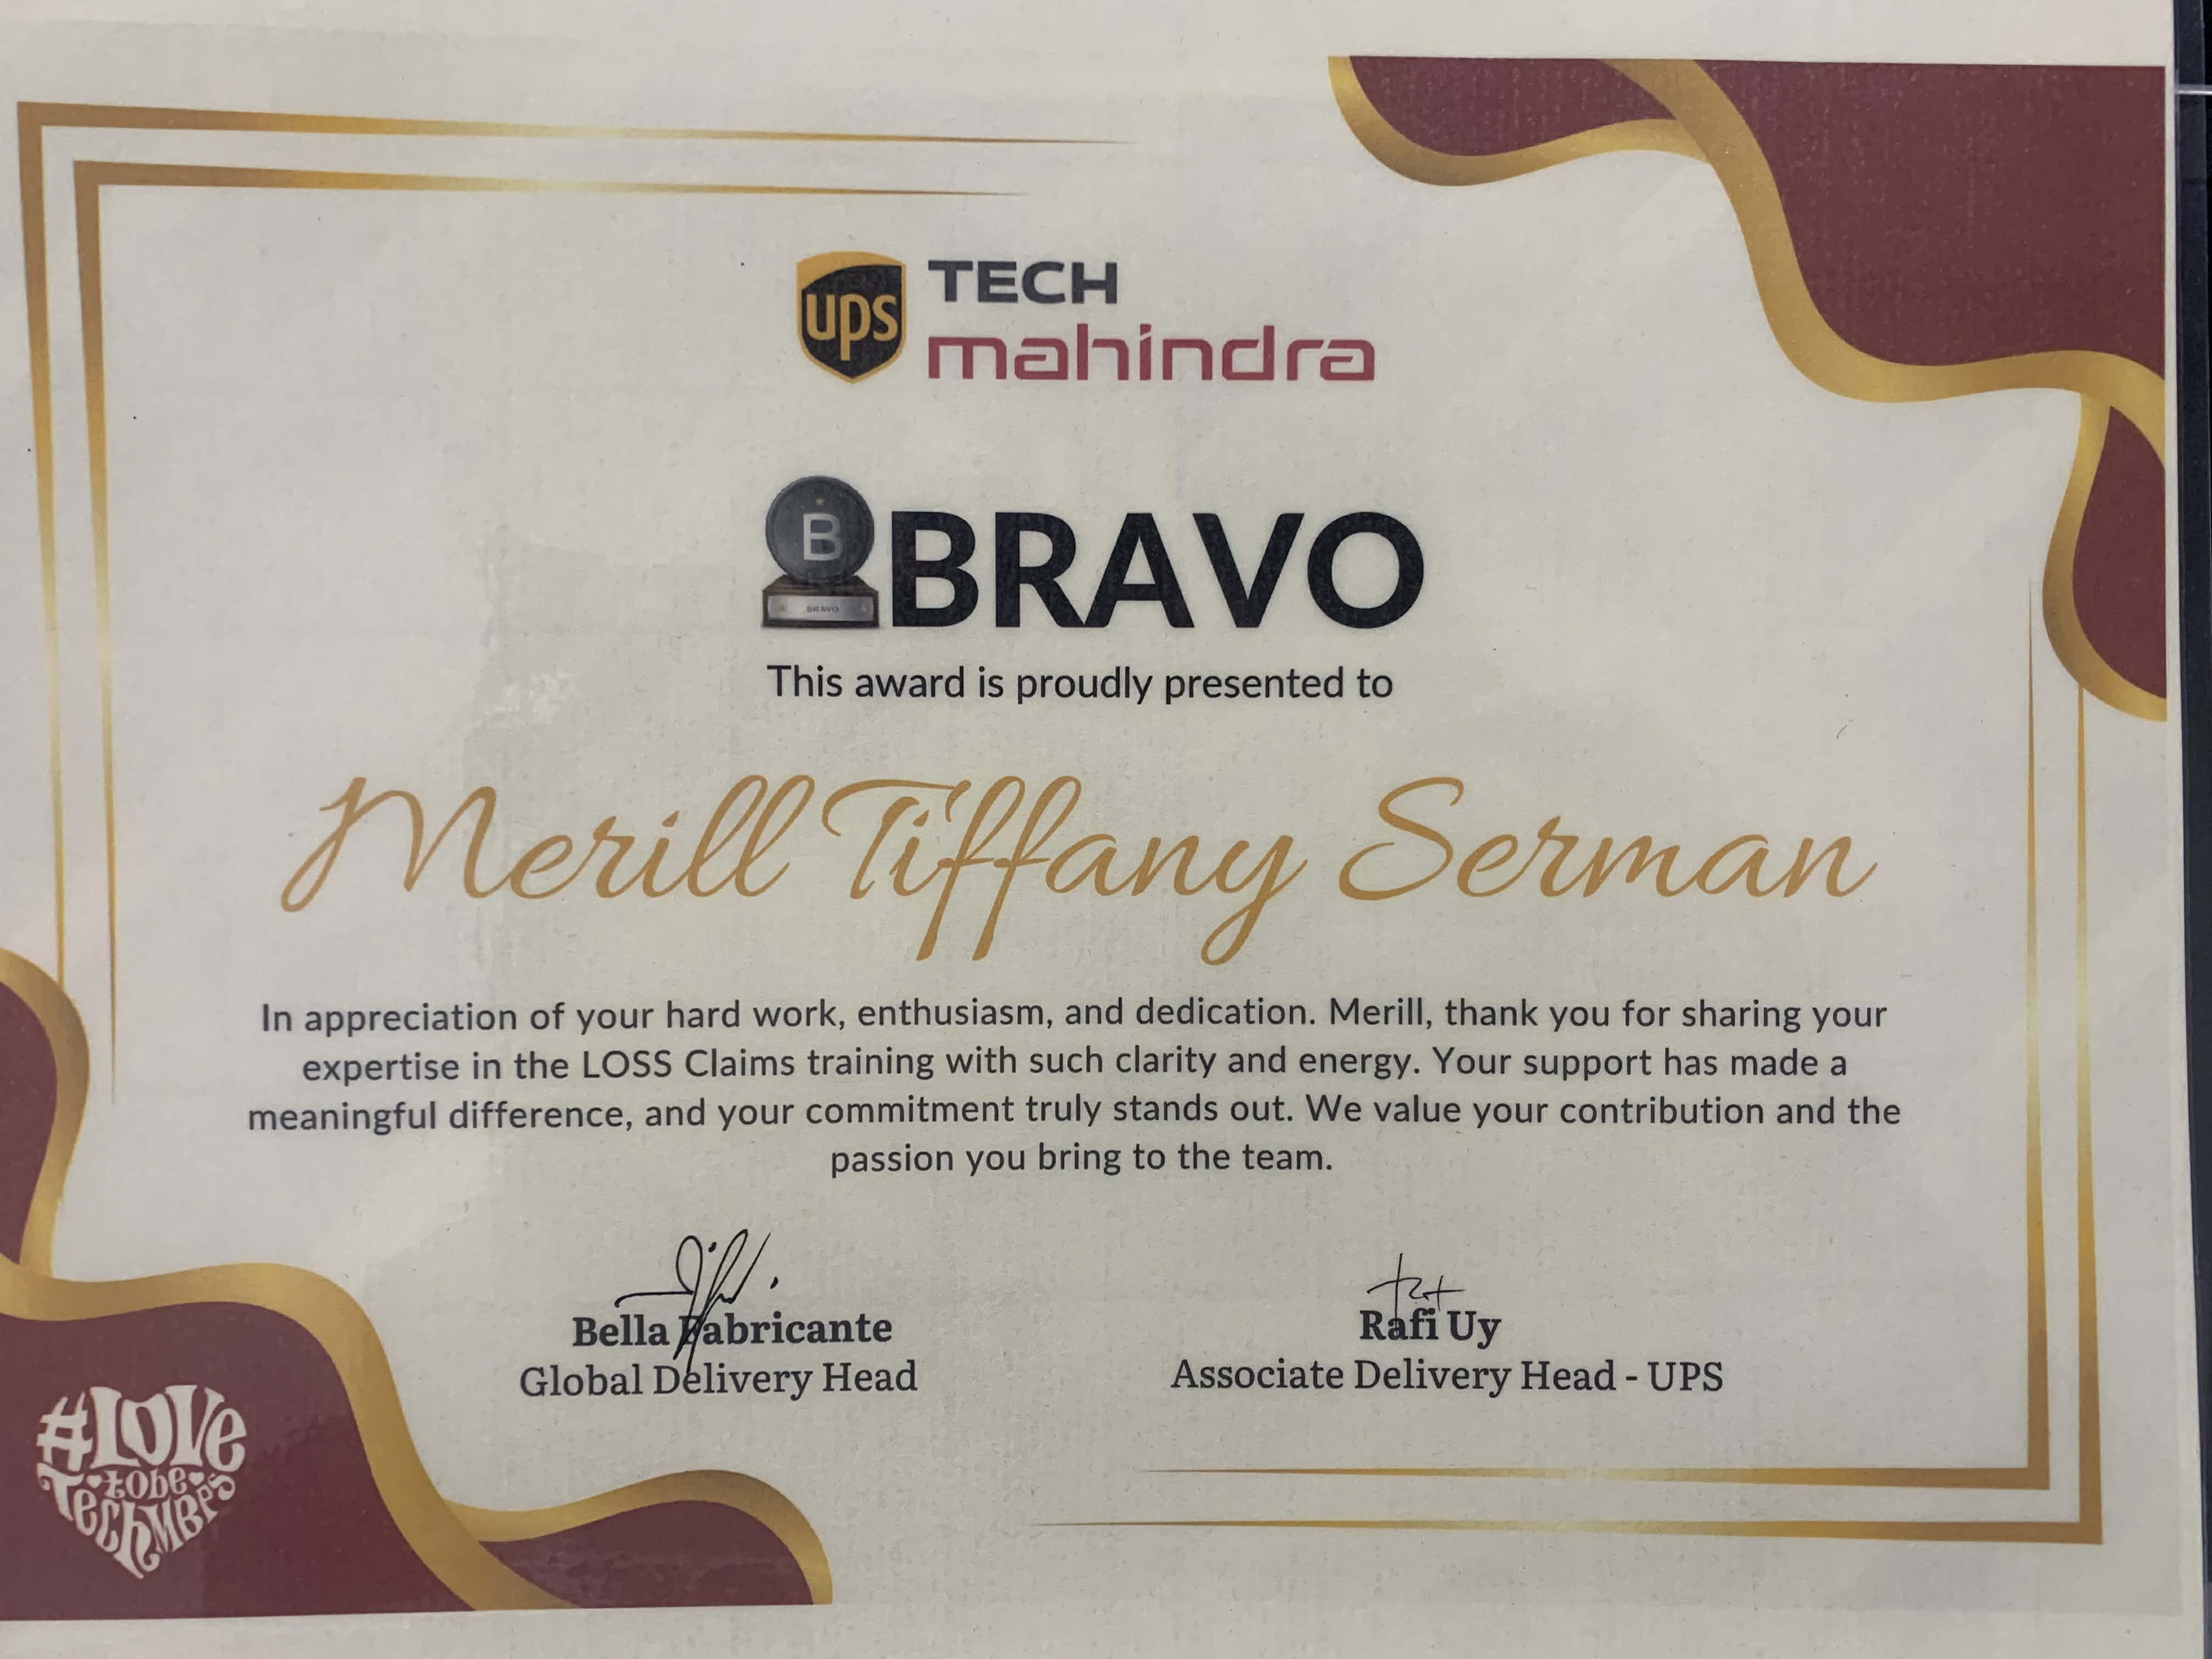 ups
TECH
mahindra
B
BRAVO
BRAVO
This award is proudly presented to
Merill Tiffany Serman
In appreciation of your hard work, enthusiasm, and dedication. Merill, thank you for sharing your
expertise in the LOSS Claims training with such clarity and energy. Your support has made a
meaningful difference, and your commitment truly stands out. We value your contribution and the
passion you bring to the team.
Bella Fabricante
Global Delivery Head
Rafi Uy
Associate Delivery Head - UPS
#LOVe
tobe
TechMBPS